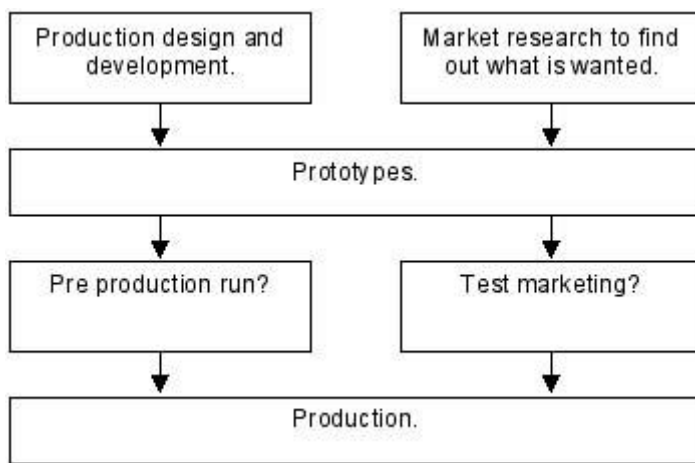 Production design and
development.
Market research to find
out what is wanted.
Prototypes.
Pre production run?
Test marketing?
Production.